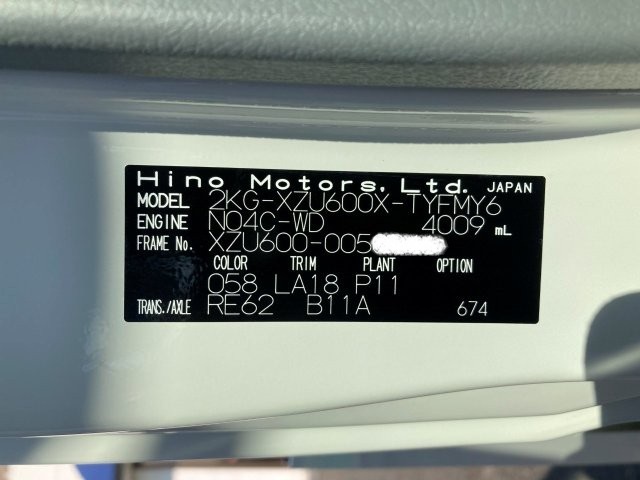 Hino Motors, Ltd. JAPAN
MODEL 2KG-XZU600X-TYFMY6
ENGINE N04C-WD 4009 mL
FRAME No. XZU600-005
COLOR TRIM PLANT OPTION
058 LA18 P11
TRANS./AXLE RE62 B11A 674